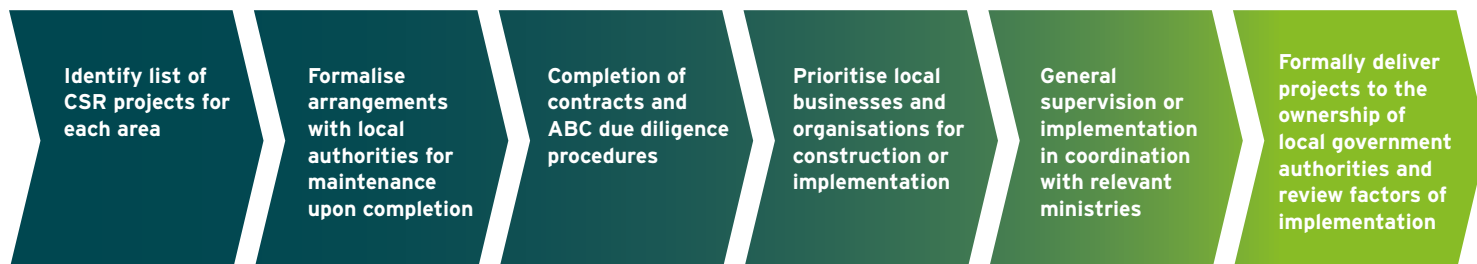 Identify list of
CSR projects for
each area
Formalise
arrangements
with local
authorities for
maintenance
upon completion
Completion of
contracts and
ABC due diligence
procedures
Prioritise local
businesses and
organisations for
construction or
implementation
General
supervision or
implementation
in coordination
with relevant
ministries
Formally deliver
projects to the
ownership of
local government
authorities and
review factors of
implementation